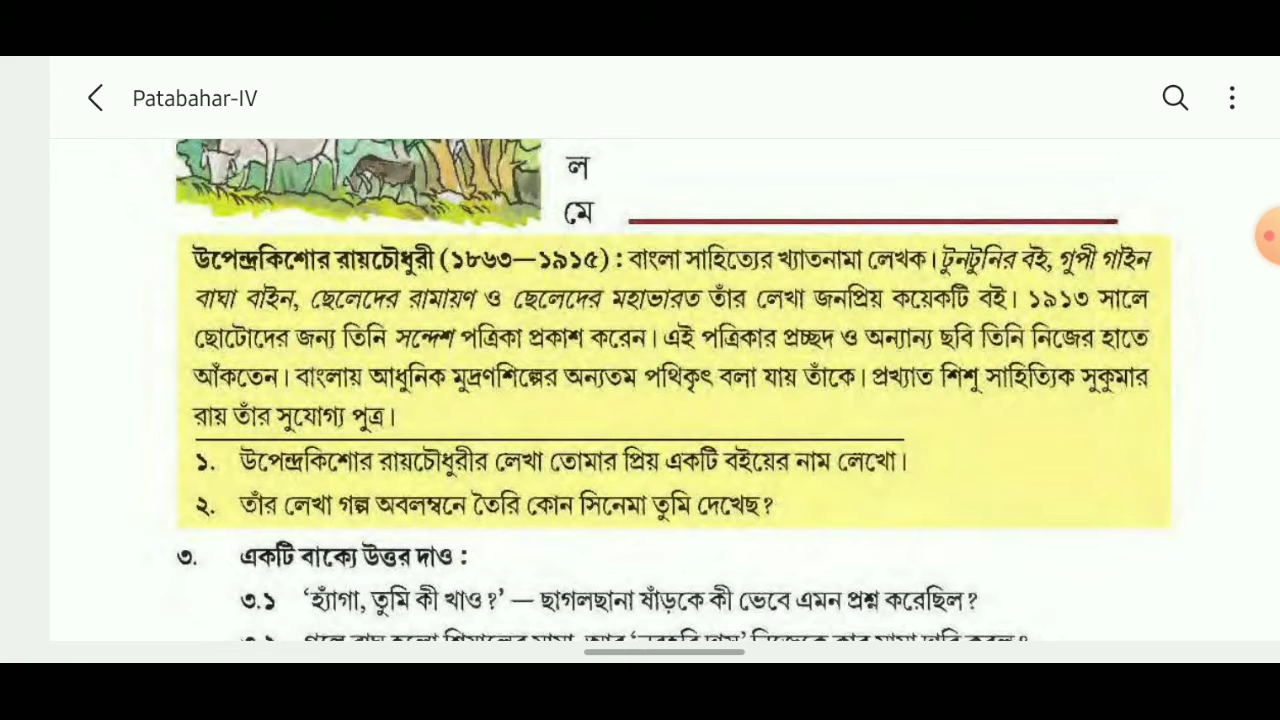 Patabahar-IV
ল
মে
উপেন্দ্রকিশোর রায়চৌধুরী (১৮৬৩—১৯১৫) : বাংলা সাহিত্যের খ্যাতনামা লেখক। টুনটুনির বই, গুপী গাইন
বাঘা বাইন, ছেলেদের রামায়ণ ও ছেলেদের মহাভারত তাঁর লেখা জনপ্রিয় কয়েকটি বই। ১৯১৩ সালে
ছোটোদের জন্য তিনি সন্দেশ পত্রিকা প্রকাশ করেন। এই পত্রিকার প্রচ্ছদ ও অন্যান্য ছবি তিনি নিজের হাতে
আঁকতেন। বাংলায় আধুনিক মুদ্রণশিল্পের অন্যতম পথিকৃৎ বলা যায় তাঁকে। প্রখ্যাত শিশু সাহিত্যিক সুকুমার
রায় তাঁর সুযোগ্য পুত্র।
১. উপেন্দ্রকিশোর রায়চৌধুরীর লেখা তোমার প্রিয় একটি বইয়ের নাম লেখো।
২. তাঁর লেখা গল্প অবলম্বনে তৈরি কোন সিনেমা তুমি দেখেছ?
৩. একটি বাক্যে উত্তর দাও :
৩.১ ‘হ্যাঁগা, তুমি কী খাও?’ — ছাগলছানা ষাঁড়কে কী ভেবে এমন প্রশ্ন করেছিল?